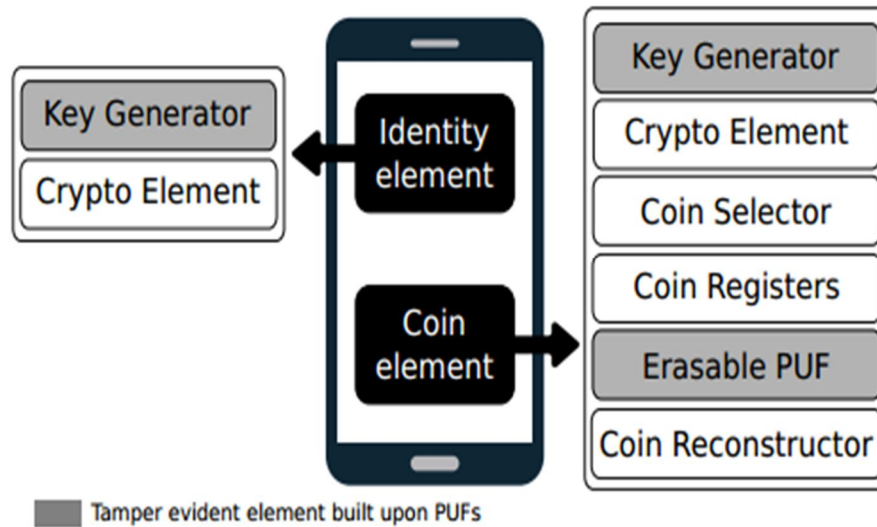 Key Generator
Crypto Element
Identity
element
Coin
element
Key Generator
Crypto Element
Coin Selector
Coin Registers
Erasable PUF
Coin Reconstructor
Tamper evident element built upon PUFs